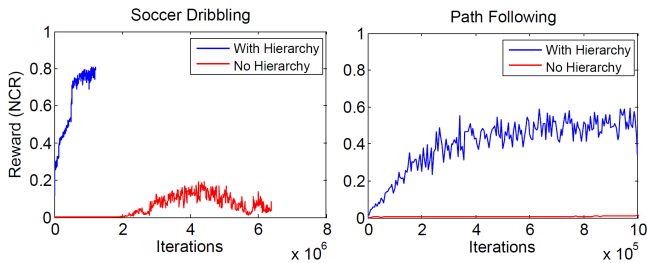 Soccer Dribbling
Reward (NCR)
1
0.8
0.6
0.4
0.2
0
0 2 4 6 8
Iterations
x 10^6
With Hierarchy
No Hierarchy
Path Following
1
0.8
0.6
0.4
0.2
0
0 2 4 6 8 10
Iterations
x 10^5
With Hierarchy
No Hierarchy